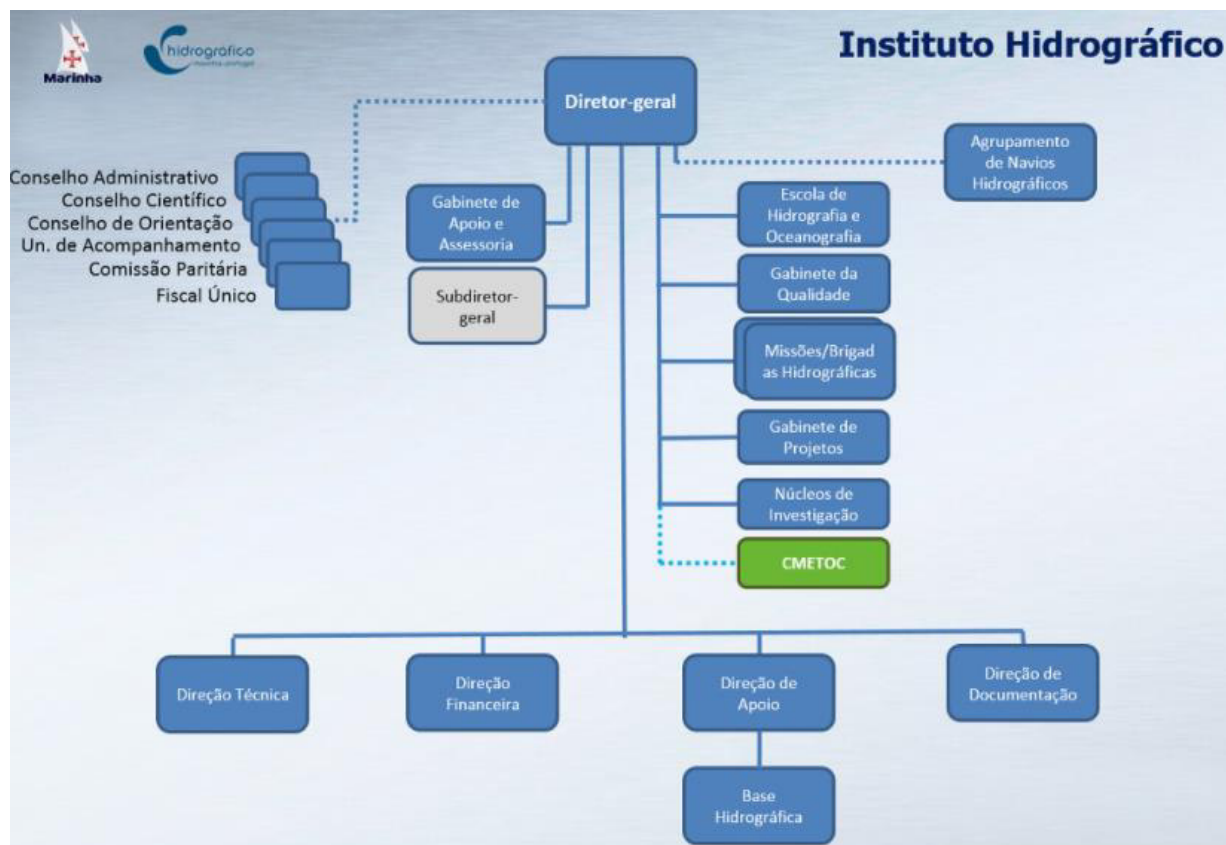 Marinha
hidrográfico
marinha portugal
Instituto Hidrográfico
Diretor-geral
Agrupamento
de Navios
Hidrográficos
Conselho Administrativo
Conselho Científico
Conselho de Orientação
Un. de Acompanhamento
Comissão Paritária
Fiscal Único
Gabinete de
Apoio e
Assessoria
Subdiretor-
geral
Escola de
Hidrografia e
Oceanografia
Gabinete da
Qualidade
Missões/Brigad
as Hidrográficas
Gabinete de
Projetos
Núcleos de
Investigação
CMETOC
Direção Técnica
Direção
Financeira
Direção de
Apoio
Direção de
Documentação
Base
Hidrográfica